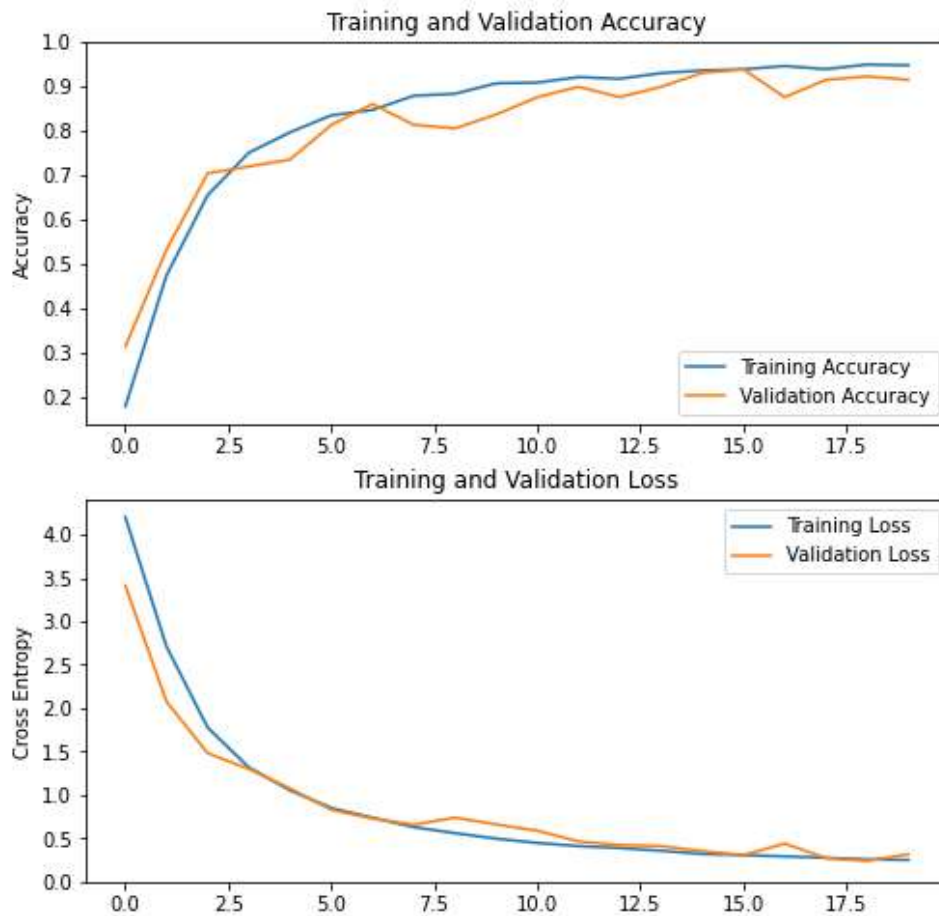 Training and Validation Accuracy
1.0
0.9
0.8
0.7
0.6
0.5
0.4
0.3
0.2
Accuracy
Training Accuracy
Validation Accuracy
0.0 2.5 5.0 7.5 10.0 12.5 15.0 17.5
Training and Validation Loss
4.0
3.5
3.0
2.5
2.0
1.5
1.0
0.5
0.0
Cross Entropy
Training Loss
Validation Loss
0.0 2.5 5.0 7.5 10.0 12.5 15.0 17.5